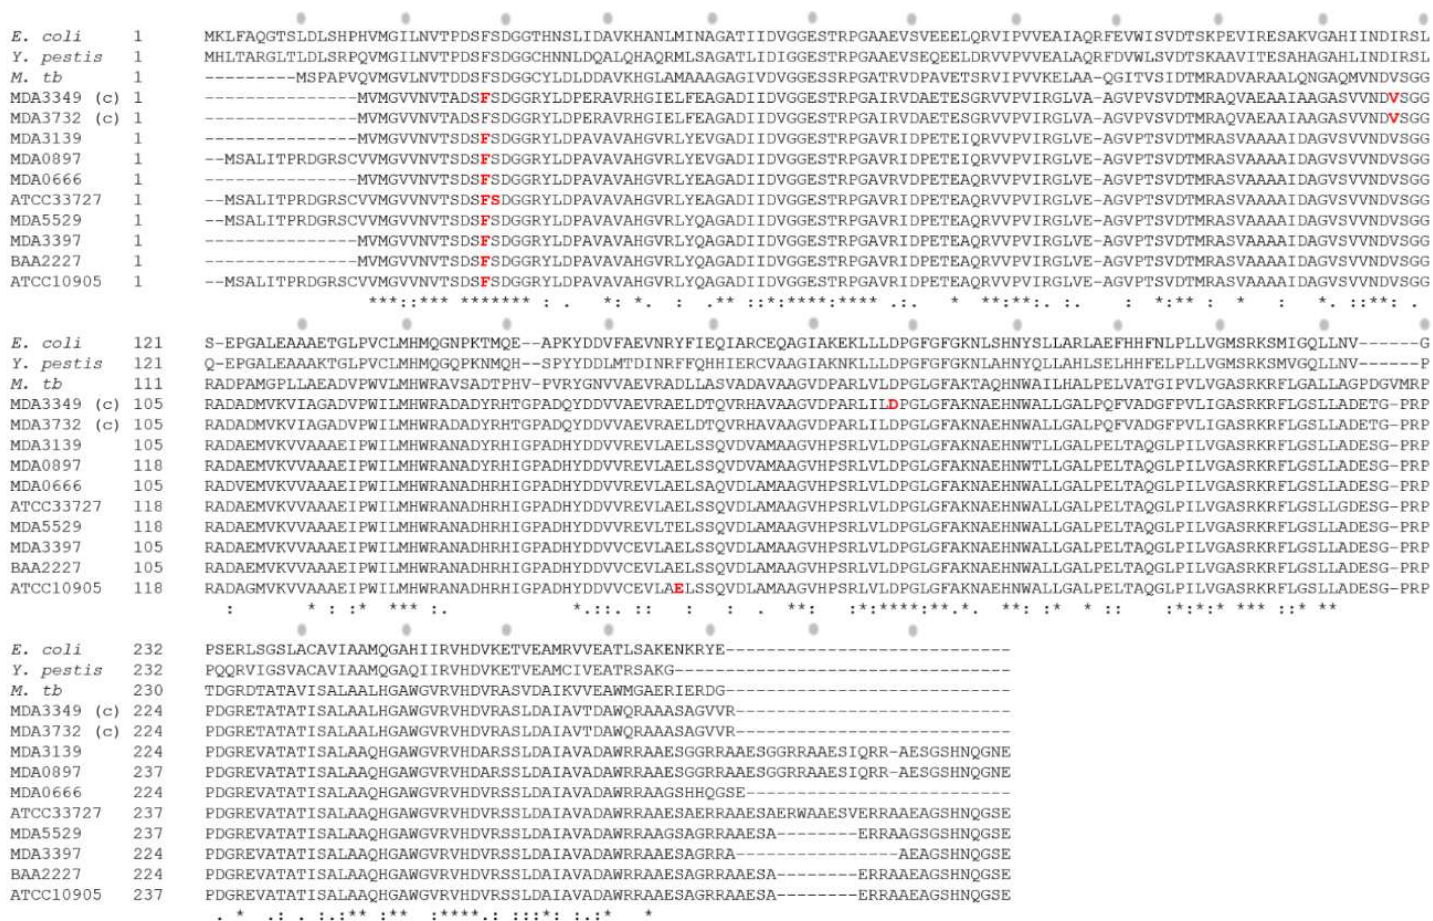 E. coli 1 MKLFAQGTSLDLSHPHVMGILNVTPDSFSDGGTHNSLIDAVKHANLMINAGATIIDVGGESTRPGAAEVSVEEELQRVIPVVEAIAQRFEVWISVDTSKPEVIRESAKVGAHIINDIRSL
Y. pestis 1 MHLTARGLTLDLSRPQVMGILNVTPDSFSDGGCHNNLDQALQHAQRMLSAGATLIDIGGESTRPGAAEVSEQEELDRVVPVVEALAQRFDVWLSVDTSKAAVITESAHAGAHLINDIRSL
M. tb 1 ---------MSPAPVQVMGVLNVTDDSFSDGGCYLDLDDAVKHGLAMAAAGAGIVDVGGESSRPGATRVDPAVETSRVIPVVKELAA-QGITVSIDTMRADVARAALQNGAQMVNDVSGG
MDA3349 (c) 1 ---------------MVMGVVNVTADSFSDGGRYLDPERAVRHGIELFEAGADIIDVGGESTRPGAIRVDAETESGRVVPVIRGLVA-AGVPVSVDTMRAQVAEAAIAAGASVVNDVSGG
MDA3732 (c) 1 ---------------MVMGVVNVTADSFSDGGRYLDPERAVRHGIELFEAGADIIDVGGESTRPGAIRVDAETESGRVVPVIRGLVA-AGVPVSVDTMRAQVAEAAIAAGASVVNDVSGG
MDA3139 1 ---------------MVMGVVNVTSDSFSDGGRYLDPAVAVAHGVRLYEVGADIIDVGGESTRPGAVRIDPETEIQRVVPVIRGLVE-AGVPTSVDTMRASVAAAAIDAGVSVVNDVSGG
MDA0897 1 --MSALITPRDGRSCVVMGVVNVTSDSFSDGGRYLDPAVAVAHGVRLYEVGADIIDVGGESTRPGAVRIDPETEIQRVVPVIRGLVE-AGVPTSVDTMRASVAAAAIDAGVSVVNDVSGG
MDA0666 1 ---------------MVMGVVNVTSDSFSDGGRYLDPAVAVAHGVRLYEAGADIIDVGGESTRPGAVRVDPETEAQRVVPVIRGLVE-AGVPTSVDTMRASVAAAAIDAGVSVVNDVSGG
ATCC33727 1 --MSALITPRDGRSCVVMGVVNVTSDSFSDGGRYLDPAVAVAHGVRLYEAGADIIDVGGESTRPGAVRIDPETEAQRVVPVIRGLVE-AGVPTSVDTMRASVAAAAIDAGVSVVNDVSGG
MDA5529 1 --MSALITPRDGRSCVVMGVVNVTSDSFSDGGRYLDPAVAVAHGVRLYQAGADIIDVGGESTRPGAVRIDPETEAQRVVPVIRGLVE-AGVPTSVDTMRASVAAAAIDAGVSVVNDVSGG
MDA3397 1 ---------------MVMGVVNVTSDSFSDGGRYLDPAVAVAHGVRLYQAGADIIDVGGESTRPGAVRIDPETEAQRVVPVIRGLVE-AGVPTSVDTMRASVAAAAIDAGVSVVNDVSGG
BAA2227 1 ---------------MVMGVVNVTSDSFSDGGRYLDPAVAVAHGVRLYQAGADIIDVGGESTRPGAVRIDPETEAQRVVPVIRGLVE-AGVPTSVDTMRASVAAAAIDAGVSVVNDVSGG
ATCC10905 1 --MSALITPRDGRSCVVMGVVNVTSDSFSDGGRYLDPAVAVAHGVRLYQAGADIIDVGGESTRPGAVRIDPETEAQRVVPVIRGLVE-AGVPTSVDTMRASVAAAAIDAGVSVVNDVSGG
***::*** ******* : . *: *. : . ** **:**:****:**** .:: . * **:**:: .:. : *:** : * : *. ::**: .
E. coli 121 S-EPGALEAAAETGLPVCLMHMQGNPKTMQE--APKYDDVFAEVNRYFIEQIARCEQAGIAKEKLLLDPGFGFGKNLSHNYSLLARLAEFHHFNLPLLVGMSRKSMIGQLLNV------G
Y. pestis 121 Q-EPGALEAAAKTGLPVCLMHMQGQPKNMQH--SPYYDDLMTDINRFFQHHIERCVAAGIAKNKLLLDPGFGFGKNLAHNYQLLAHLSELHHFELPLLVGMSRKSMVGQLLNV------P
M. tb 111 RADPAMGPLLAEADVPWVLMHWRAVSADTPHV-PVRYGNVVAEVRADLLASVADAVAAGVDPARLVLDPGLGFAKTAQHNWAILHALPELVATGIPVLVGASRKRFLGALLAGPDGVMRP
MDA3349 (c) 105 RADADMVKVIAGADVPWILMHWRADADYRHTGPADQYDDVVAEVRAELDTQVRHAVAAGVDPARLILDPGLGFAKNAEHNWALLGALPQFVADGFPVLIGASRKRFLGSLLADETG-PRP
MDA3732 (c) 105 RADADMVKVIAGADVPWILMHWRADADYRHTGPADQYDDVVAEVRAELDTQVRHAVAAGVDPARLILDPGLGFAKNAEHNWALLGALPQFVADGFPVLIGASRKRFLGSLLADETG-PRP
MDA3139 105 RADAEMVKVVAAAEIPWILMHWRANADHRHIGPADHYDDVVREVLAELSSQVDVAMAAGVHPSRLVLDPGLGFAKNAEHNWTLLGALPELTAQGLPILVGASRKRFLGSLLADESG-PRP
MDA0897 118 RADAEMVKVVAAAEIPWILMHWRANADYRHIGPADHYDDVVREVLAELSSQVDVAMAAGVHPSRLVLDPGLGFAKNAEHNWTLLGALPELTAQGLPILVGASRKRFLGSLLADESG-PRP
MDA0666 105 RADVEMVKVVAAAEIPWILMHWRANADYRHIGPADHYDDVVREVLAELSAQVDLAMAAGVHPSRLVLDPGLGFAKNAEHNWALLGALPELTAQGLPILVGASRKRFLGSLLADESG-PRP
ATCC33727 118 RADAEMVKVVAAAEIPWILMHWRANADHRHIGPADHYDDVVREVLAELSSQVDLAMAAGVHPSRLVLDPGLGFAKNAEHNWALLGALPELTAQGLPILVGASRKRFLGSLLGDESG-PRP
MDA5529 118 RADAEMVKVVAAAEIPWILMHWRANADHRHIGPADHYDDVVREVLTELSSQVDLAMAAGVHPSRLVLDPGLGFAKNAEHNWALLGALPELTAQGLPILVGASRKRFLGSLLADESG-PRP
MDA3397 105 RADAEMVKVVAAAEIPWILMHWRANADHRHIGPADHYDDVVCEVLAELSSQVDLAMAAGVHPSRLVLDPGLGFAKNAEHNWALLGALPELTAQGLPILVGASRKRFLGSLLADESG-PRP
BAA2227 105 RADAEMVKVVAAAEIPWILMHWRANADHRHIGPADHYDDVVCEVLAELSSQVDLAMAAGVHPSRLVLDPGLGFAKNAEHNWALLGALPELTAQGLPILVGASRKRFLGSLLADESG-PRP
ATCC10905 118 RADAGMVKVVAAAEIPWILMHWRANADHRHIGPADHYDDVVCEVLAELSSQVDLAMAAGVHPSRLVLDPGLGFAKNAEHNWALLGALPELTAQGLPILVGASRKRFLGSLLADESG-PRP
: * : :* *** :. *.::. :: : : . **: :*:****:**.*. **: :* *:: :*:*:* *** ::* **
E. coli 232 PSERLSGSLACAVIAAMQGAHIIRVHDVKETVEAMRVVEATLSAKENKRYE----------------------------
Y. pestis 232 PQQRVIGSVACAVIAAMQGAQIIRVHDVKETVEAMCIVEATRSAKG---------------------------------
M. tb 230 TDGRDTATAVISALAALHGAWGVRVHDVRASVDAIKVVEAWMGAERIERDG----------------------------
MDA3349 (c) 224 PDGRETATATISALAALHGAWGVRVHDVRASLDAIAVTDAWQRAAASAGVVR---------------------------
MDA3732 (c) 224 PDGRETATATISALAALHGAWGVRVHDVRASLDAIAVTDAWQRAAASAGVVR---------------------------
MDA3139 224 PDGREVATATISALAAQHGAWGVRVHDARSSLDAIAVADAWRRAAESGGRRAAESGGRRAAESIQRR-AESGSHNQGNE
MDA0897 237 PDGREVATATISALAAQHGAWGVRVHDARSSLDAIAVADAWRRAAESGGRRAAESGGRRAAESIQRR-AESGSHNQGNE
MDA0666 224 PDGREVATATISALAAQHGAWGVRVHDVRSSLDAIAVADAWRRAAGSHHQGSE--------------------------
ATCC33727 237 PDGREVATATISALAAQHGAWGVRVHDVRSSLDAIAVADAWRRAAESAERRAAESAERWAAESVERRAAEAGSHNQGSE
MDA5529 237 PDGREVATATISALAAQHGAWGVRVHDVRSSLDAIAVADAWRRAAGSAGRRAAESA--------ERRAAGSGSHNQGSE
MDA3397 224 PDGREVATATISALAAQHGAWGVRVHDVRSSLDAIAVADAWRRAAESAGRRA----------------AEAGSHNQGSE
BAA2227 224 PDGREVATATISALAAQHGAWGVRVHDVRSSLDAIAVADAWRRAAESAGRRAAESA--------ERRAAEAGSHNQGSE
ATCC10905 237 PDGREVATATISALAAQHGAWGVRVHDVRSSLDAIAVADAWRRAAESAGRRAAESA--------ERRAAEAGSHNQGSE
. * .: . :.:** :** :****.: :::*: :.:* *